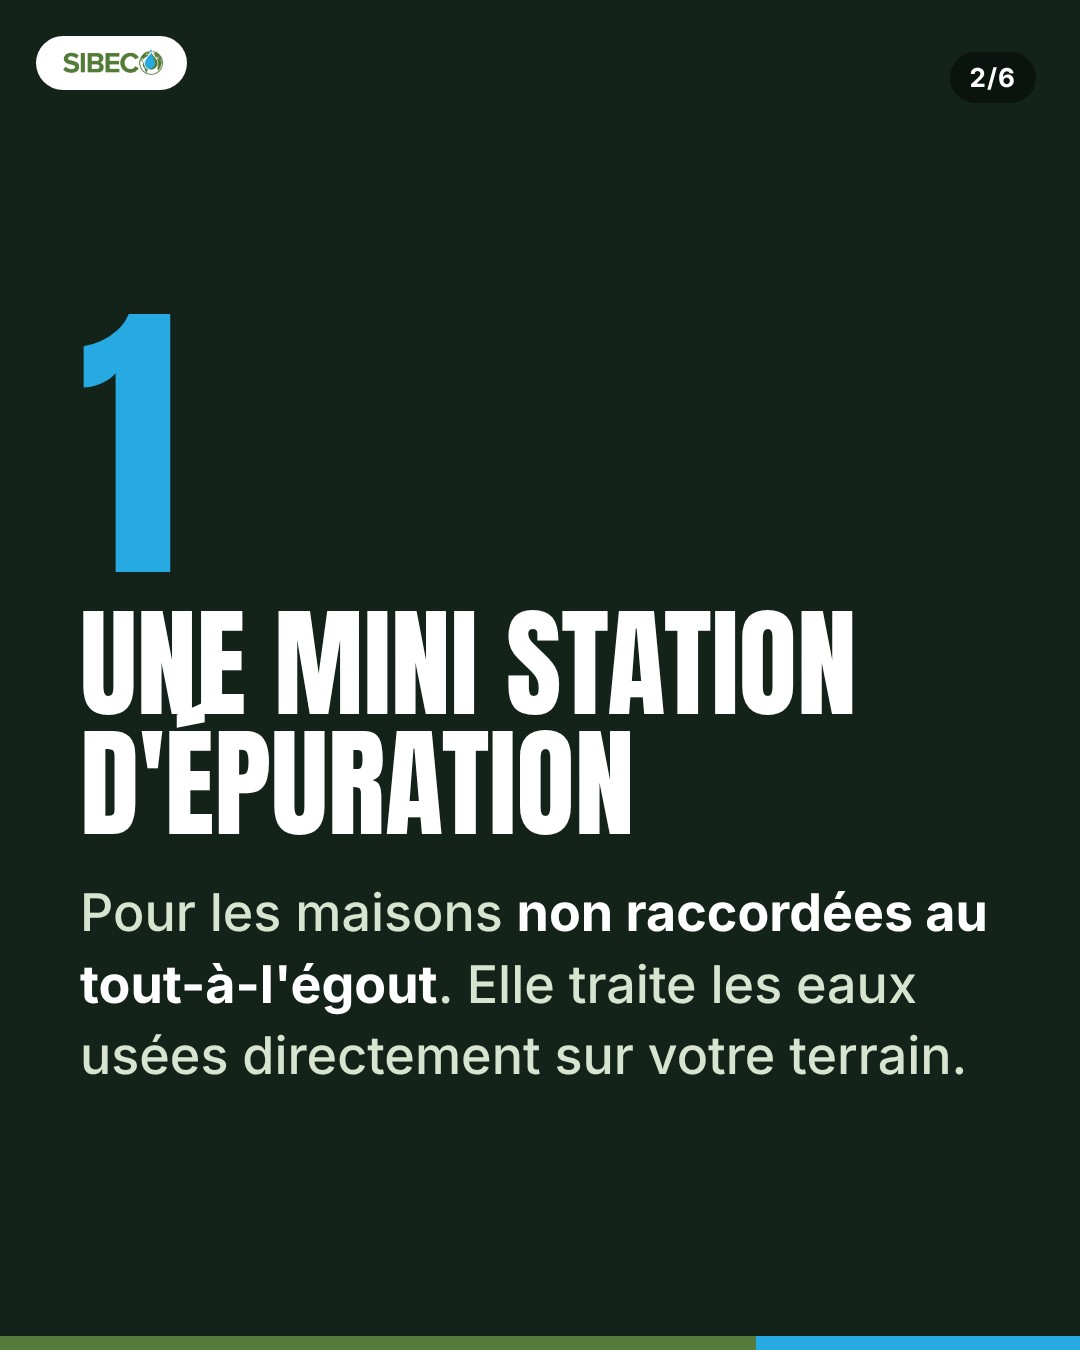 SIBECO
2/6
1
UNE MINI STATION
D'ÉPURATION
Pour les maisons non raccordées au
tout-à-l'égout. Elle traite les eaux
usées directement sur votre terrain.